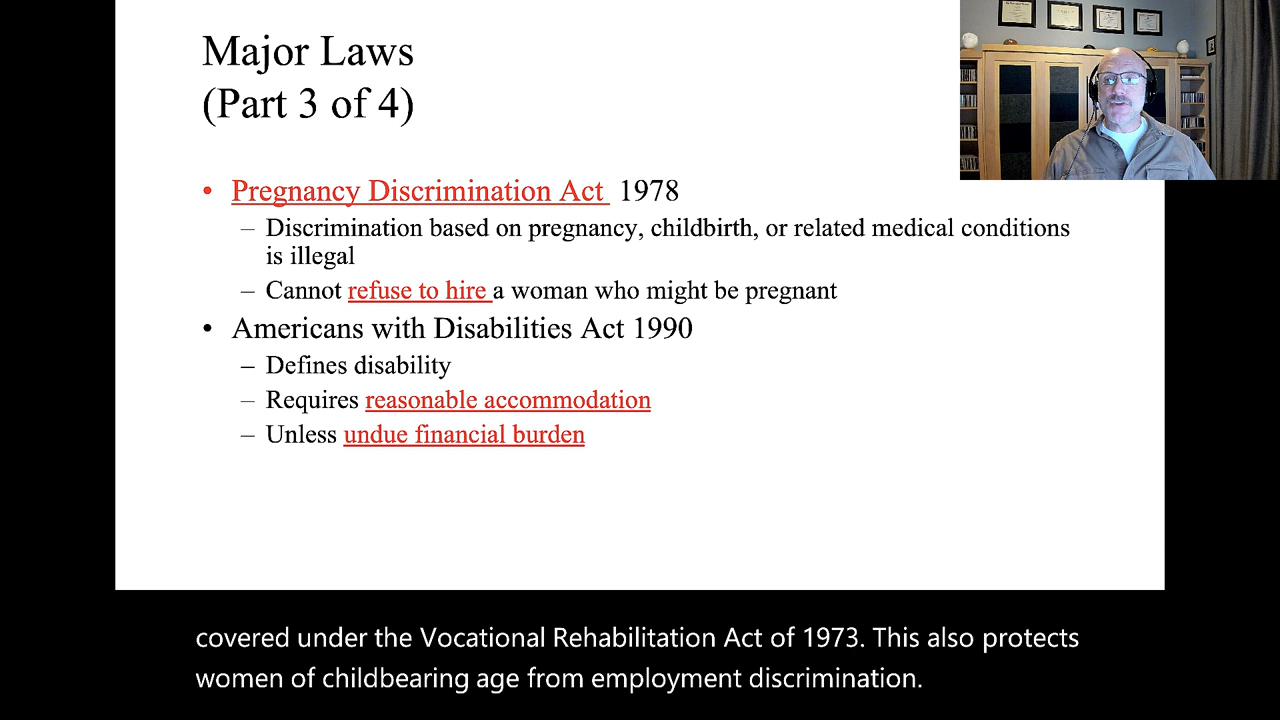 Major Laws
(Part 3 of 4)
• Pregnancy Discrimination Act 1978
– Discrimination based on pregnancy, childbirth, or related medical conditions
is illegal
– Cannot refuse to hire a woman who might be pregnant
• Americans with Disabilities Act 1990
– Defines disability
– Requires reasonable accommodation
– Unless undue financial burden
covered under the Vocational Rehabilitation Act of 1973. This also protects
women of childbearing age from employment discrimination.